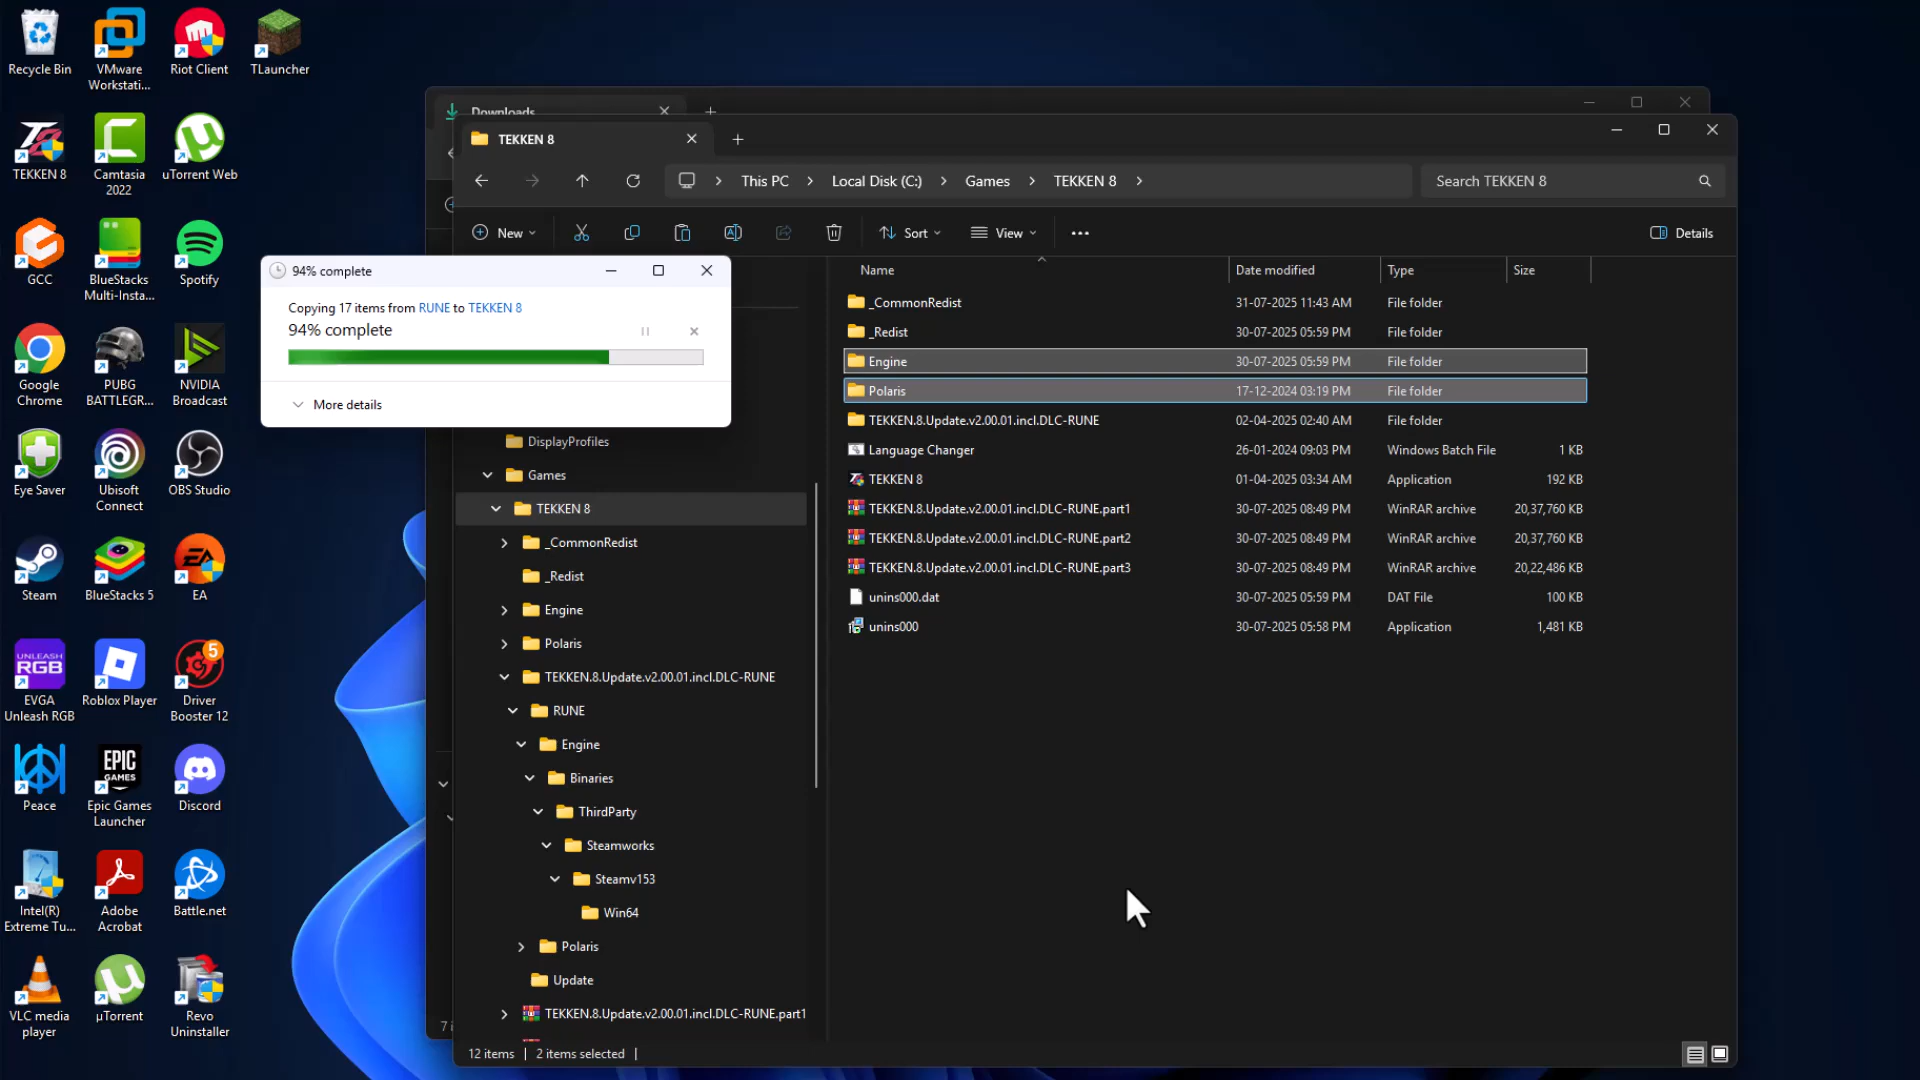 Recycle Bin
VMware
Workstati...
Riot Client
TLauncher
TEKKEN 8
Camtasia
2022
uTorrent Web
GCC
BlueStacks
Multi-Insta...
Spotify
Google
Chrome
PUBG
BATTLEGR...
NVIDIA
Broadcast
Eye Saver
Ubisoft
Connect
OBS Studio
Steam
BlueStacks 5
EA
UNLEASH
RGB
EVGA
Unleash RGB
Roblox Player
5
Driver
Booster 12
Peace
EPIC
GAMES
Epic Games
Launcher
Discord
Intel(R)
Extreme Tu...
Adobe
Acrobat
Battle.net
VLC media
player
µTorrent
Revo
Uninstaller
Downloads
TEKKEN 8
This PC
Local Disk (C:)
Games
TEKKEN 8
Search TEKKEN 8
New
Sort
View
Details
94% complete
Copying 17 items from RUNE to TEKKEN 8
94% complete
More details
DisplayProfiles
Games
TEKKEN 8
_CommonRedist
_Redist
Engine
Polaris
TEKKEN.8.Update.v2.00.01.incl.DLC-RUNE
RUNE
Engine
Binaries
ThirdParty
Steamworks
Steamv153
Win64
Polaris
Update
TEKKEN.8.Update.v2.00.01.incl.DLC-RUNE.part1
Name Date modified Type Size
_CommonRedist 31-07-2025 11:43 AM File folder
_Redist 30-07-2025 05:59 PM File folder
Engine 30-07-2025 05:59 PM File folder
Polaris 17-12-2024 03:19 PM File folder
TEKKEN.8.Update.v2.00.01.incl.DLC-RUNE 02-04-2025 02:40 AM File folder
Language Changer 26-01-2024 09:03 PM Windows Batch File 1 KB
TEKKEN 8 01-04-2025 03:34 AM Application 192 KB
TEKKEN.8.Update.v2.00.01.incl.DLC-RUNE.part1 30-07-2025 08:49 PM WinRAR archive 20,37,760 KB
TEKKEN.8.Update.v2.00.01.incl.DLC-RUNE.part2 30-07-2025 08:49 PM WinRAR archive 20,37,760 KB
TEKKEN.8.Update.v2.00.01.incl.DLC-RUNE.part3 30-07-2025 08:49 PM WinRAR archive 20,22,486 KB
unins000.dat 30-07-2025 05:59 PM DAT File 100 KB
unins000 30-07-2025 05:58 PM Application 1,481 KB
12 items
2 items selected